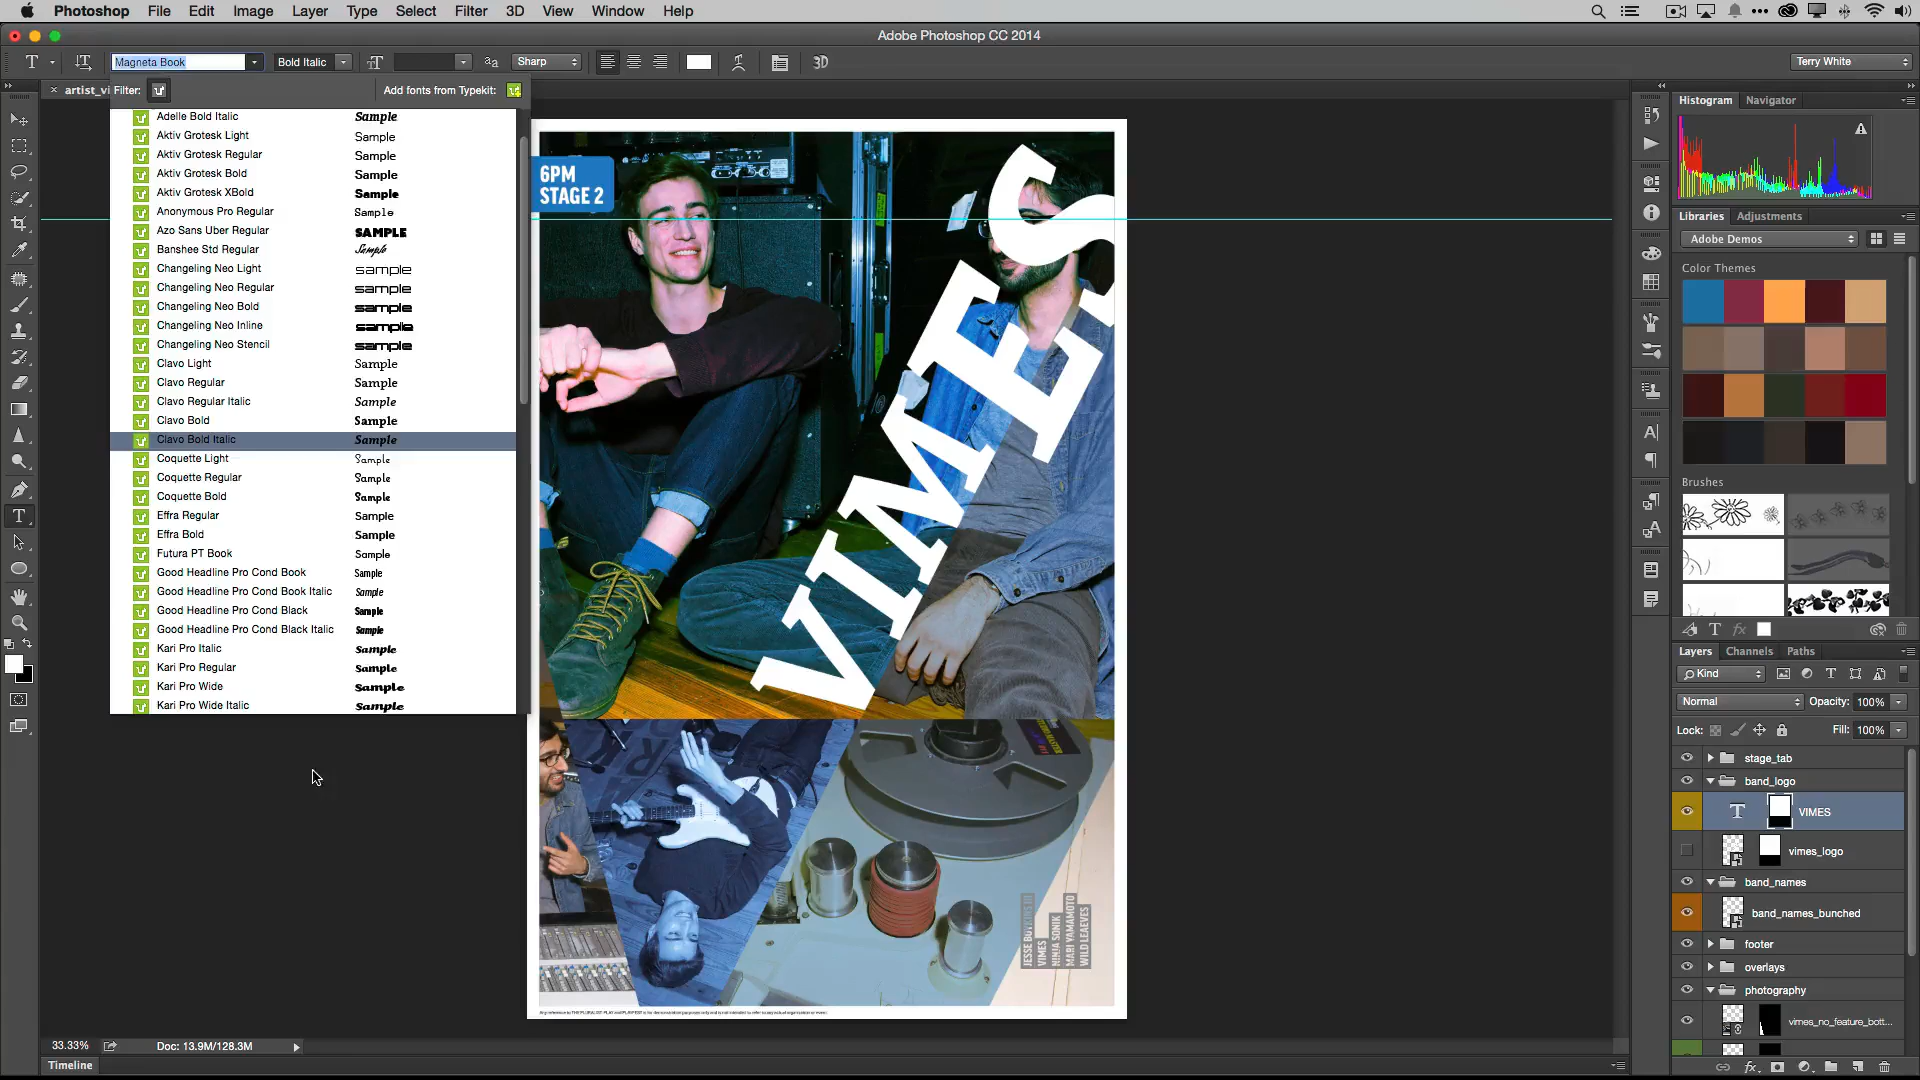 Photoshop File Edit Image Layer Type Select Filter 3D View Window Help
Adobe Photoshop CC 2014
Magneta Book Bold Italic Sharp 3D Terry White
artist_vi
Filter: Add fonts from Typekit:
Adelle Bold Italic Sample
Aktiv Grotesk Light Sample
Aktiv Grotesk Regular Sample
Aktiv Grotesk Bold Sample
Aktiv Grotesk XBold Sample
Anonymous Pro Regular Sample
Azo Sans Uber Regular SAMPLE
Banshee Std Regular Sample
Changeling Neo Light sample
Changeling Neo Regular sample
Changeling Neo Bold sample
Changeling Neo Inline sample
Changeling Neo Stencil sample
Clavo Light Sample
Clavo Regular Sample
Clavo Regular Italic Sample
Clavo Bold Sample
Clavo Bold Italic Sample
Coquette Light Sample
Coquette Regular Sample
Coquette Bold Sample
Effra Regular Sample
Effra Bold Sample
Futura PT Book Sample
Good Headline Pro Cond Book Sample
Good Headline Pro Cond Book Italic Sample
Good Headline Pro Cond Black Sample
Good Headline Pro Cond Black Italic Sample
Kari Pro Italic Sample
Kari Pro Regular Sample
Kari Pro Wide Sample
Kari Pro Wide Italic Sample
6PM
STAGE 2
VIMES
VIMES
NINJA SONIK
MARI YAMAMOTO
WILD LEAEVES
33.33% Doc: 13.9M/128.3M
Timeline
Histogram Navigator
Libraries Adjustments
Adobe Demos
Color Themes
Brushes
Layers Channels Paths
Kind
Normal Opacity: 100%
Lock: Fill: 100%
stage_tab
band_logo
VIMES
vimes_logo
band_names
band_names_bunched
footer
overlays
photography
vimes_no_feature_bott...